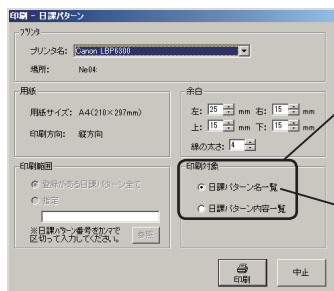 印刷 - 日課パターン
プリンタ
プリンタ名: Canon LBP6300
場所: Ne04:
用紙
用紙サイズ: A4(210×297mm)
印刷方向: 縦方向
余白
左: 25 mm 右: 15 mm
上: 15 mm 下: 15 mm
線の太さ: 4
印刷範囲
登録がある日課パターン全て
指定
※日課パターン番号をカンマで
区切って入力してください。
参照
印刷対象
日課パターン名一覧
日課パターン内容一覧
印刷
中止